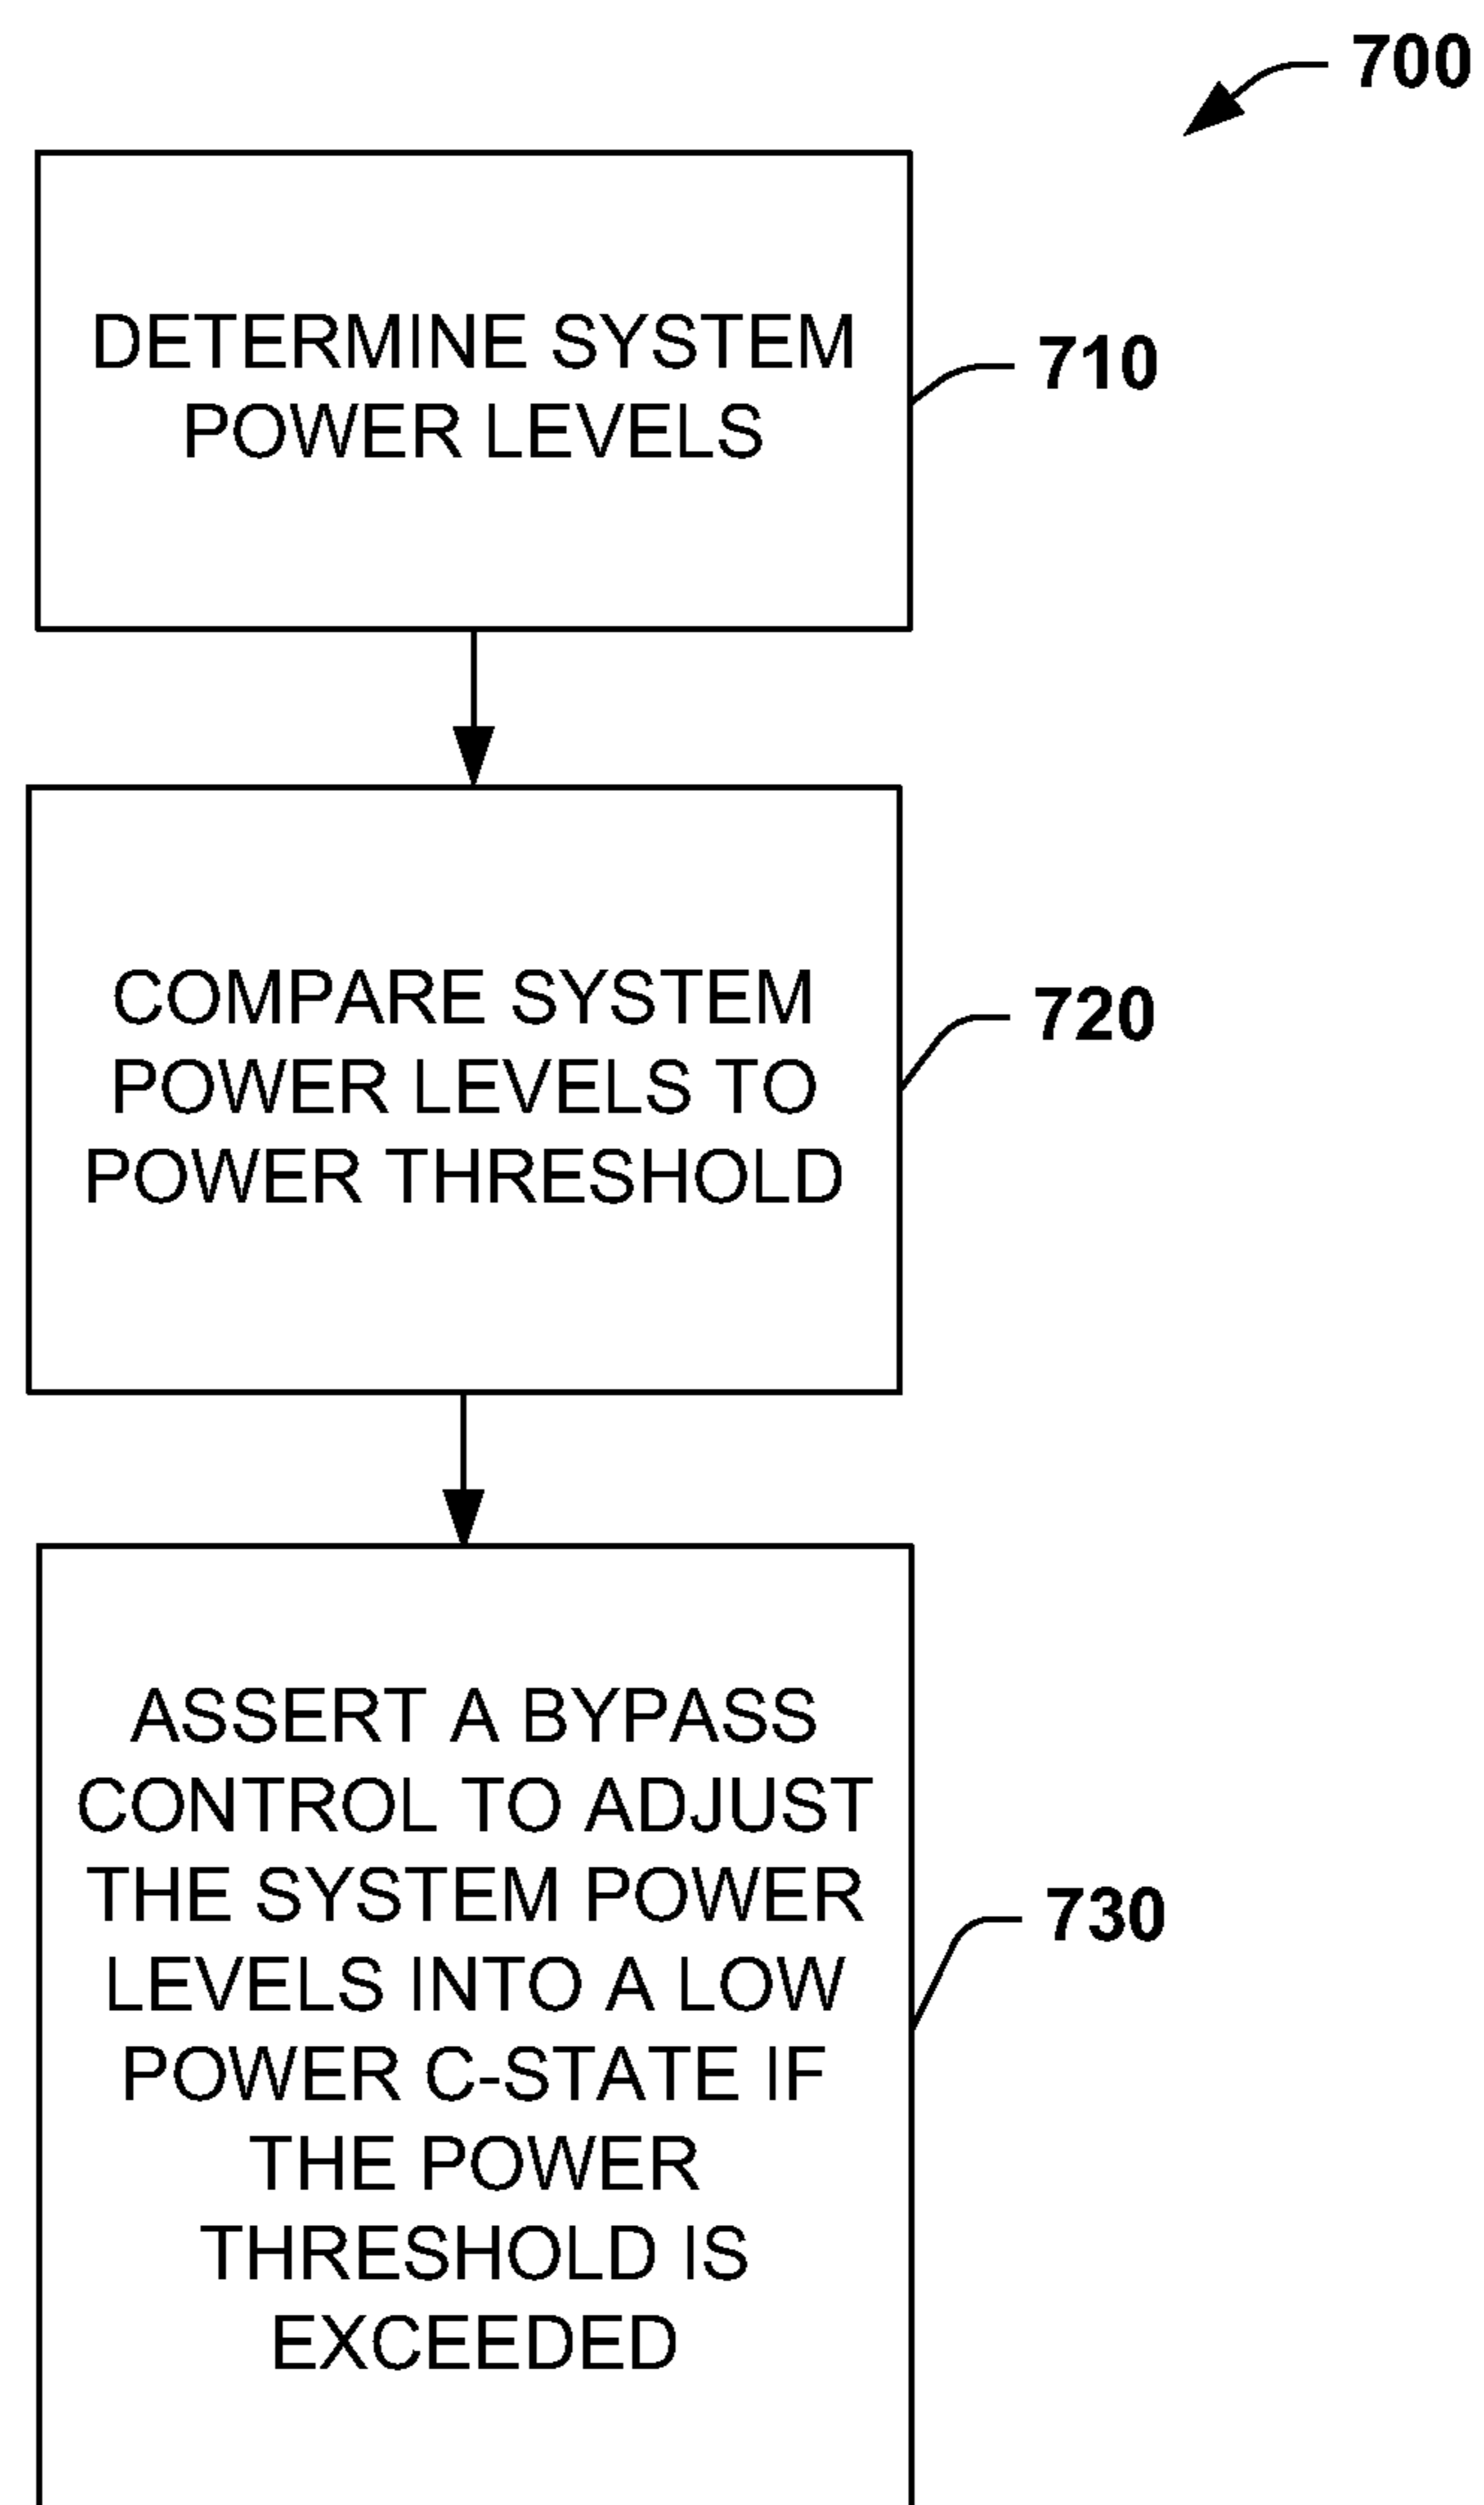 700
DETERMINE SYSTEM
POWER LEVELS
710
COMPARE SYSTEM
POWER LEVELS TO
POWER THRESHOLD
720
ASSERT A BYPASS
CONTROL TO ADJUST
THE SYSTEM POWER
LEVELS INTO A LOW
POWER C-STATE IF
THE POWER
THRESHOLD IS
EXCEEDED
730